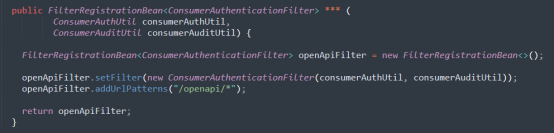 public FilterRegistrationBean<ConsumerAuthenticationFilter> *** (
ConsumerAuthUtil consumerAuthUtil,
ConsumerAuditUtil consumerAuditUtil) {
FilterRegistrationBean<ConsumerAuthenticationFilter> openApiFilter = new FilterRegistrationBean<>();
openApiFilter.setFilter(new ConsumerAuthenticationFilter(consumerAuthUtil, consumerAuditUtil));
openApiFilter.addUrlPatterns("/openapi/*");
return openApiFilter;
}